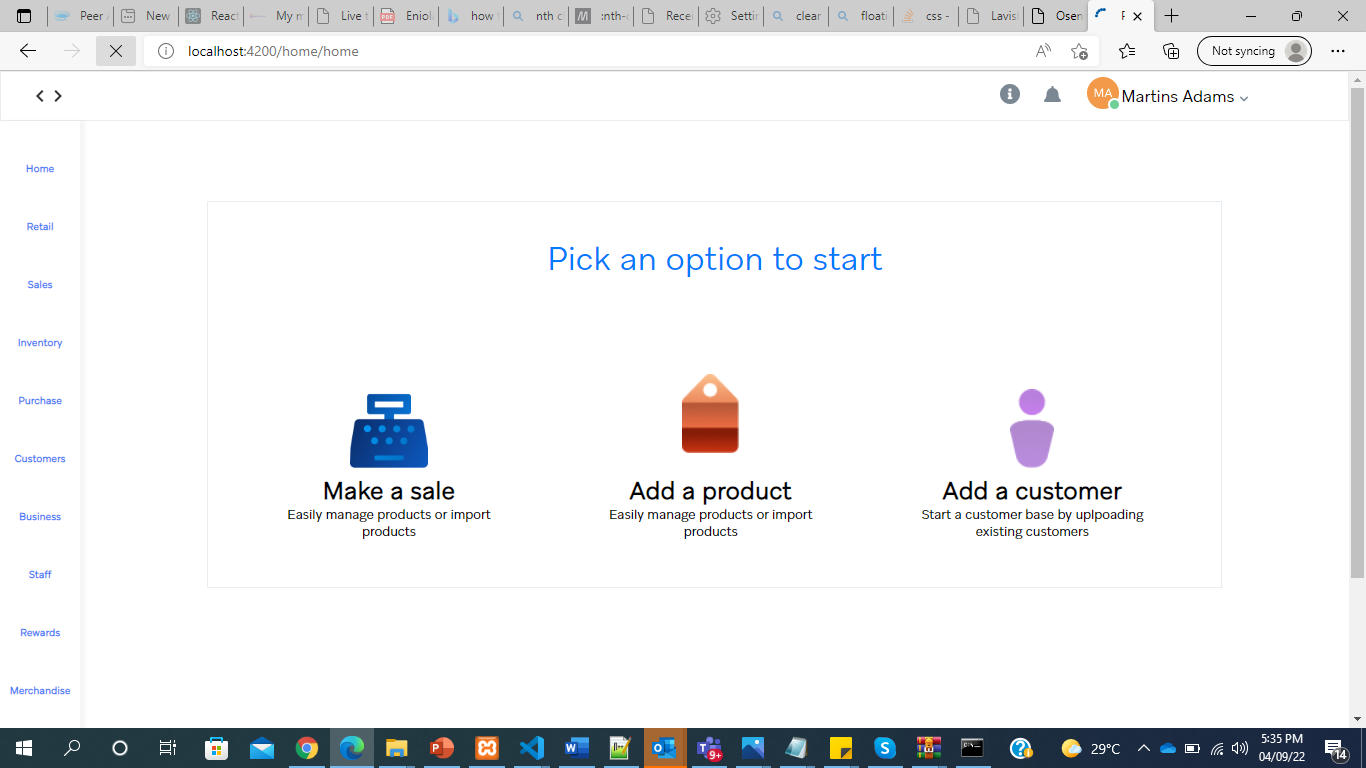 Peer
New
React
My m
Live t
Eniola
how t
nth c
:nth-
Recei
Settin
clear
floati
css -
Lavis
Osen
localhost:4200/home/home
Not syncing
MA Martins Adams
Home
Retail
Sales
Inventory
Purchase
Customers
Business
Staff
Rewards
Merchandise
Pick an option to start
Make a sale
Easily manage products or import
products
Add a product
Easily manage products or import
products
Add a customer
Start a customer base by uplpoading
existing customers
29°C
5:35 PM
04/09/22
9+
14